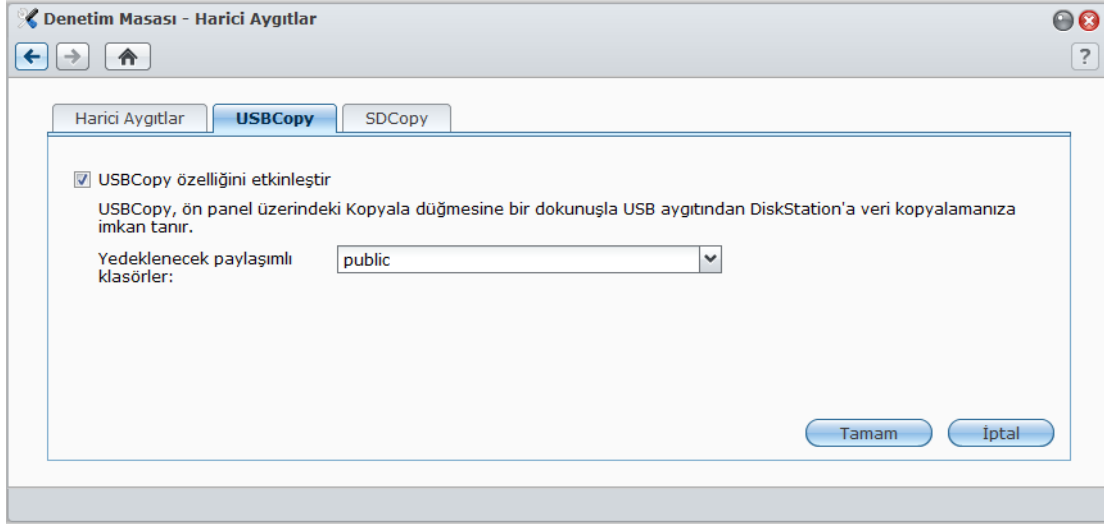 Denetim Masası - Harici Aygıtlar
?
Harici Aygıtlar USBCopy SDCopy
USBCopy özelliğini etkinleştir
USBCopy, ön panel üzerindeki Kopyala düğmesine bir dokunuşla USB aygıtından DiskStation'a veri kopyalamanıza
imkan tanır.
Yedeklenecek paylaşımlı public
klasörler:
Tamam İptal